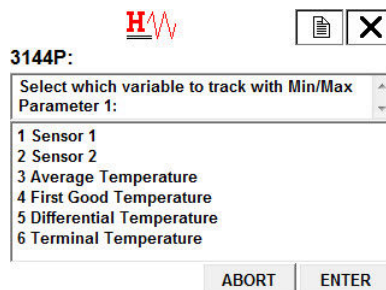 H
3144P:
Select which variable to track with Min/Max
Parameter 1:
1 Sensor 1
2 Sensor 2
3 Average Temperature
4 First Good Temperature
5 Differential Temperature
6 Terminal Temperature
ABORT ENTER